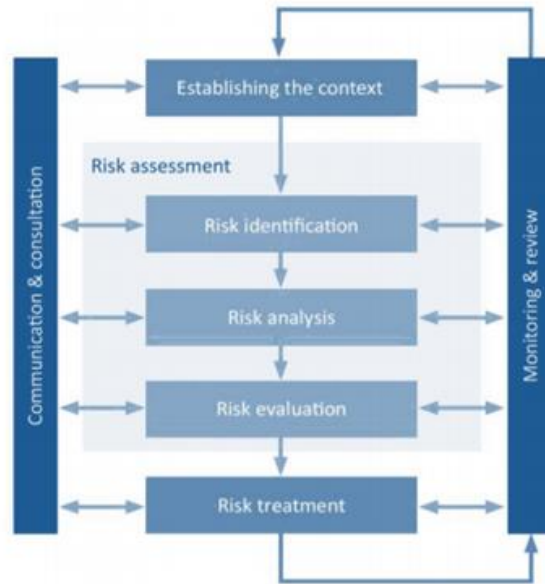 Establishing the context
Risk assessment
Risk identification
Risk analysis
Risk evaluation
Risk treatment
Communication & consultation
Monitoring & review